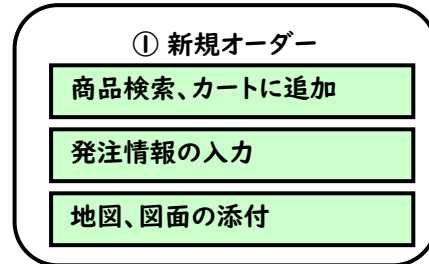 ① 新規オーダー
商品検索、カートに追加
発注情報の入力
地図、図面の添付